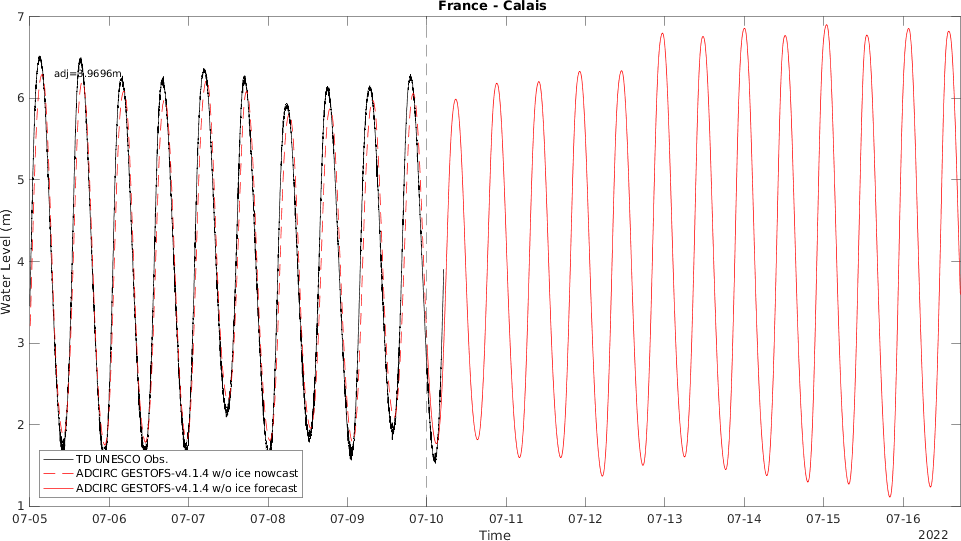 France - Calais
adj=3.9696m
7
6
5
4
3
2
1
Water Level (m)
TD UNESCO Obs.
ADCIRC GESTOFS-v4.1.4 w/o ice nowcast
ADCIRC GESTOFS-v4.1.4 w/o ice forecast
07-05 07-06 07-07 07-08 07-09 07-10 07-11 07-12 07-13 07-14 07-15 07-16
Time
2022